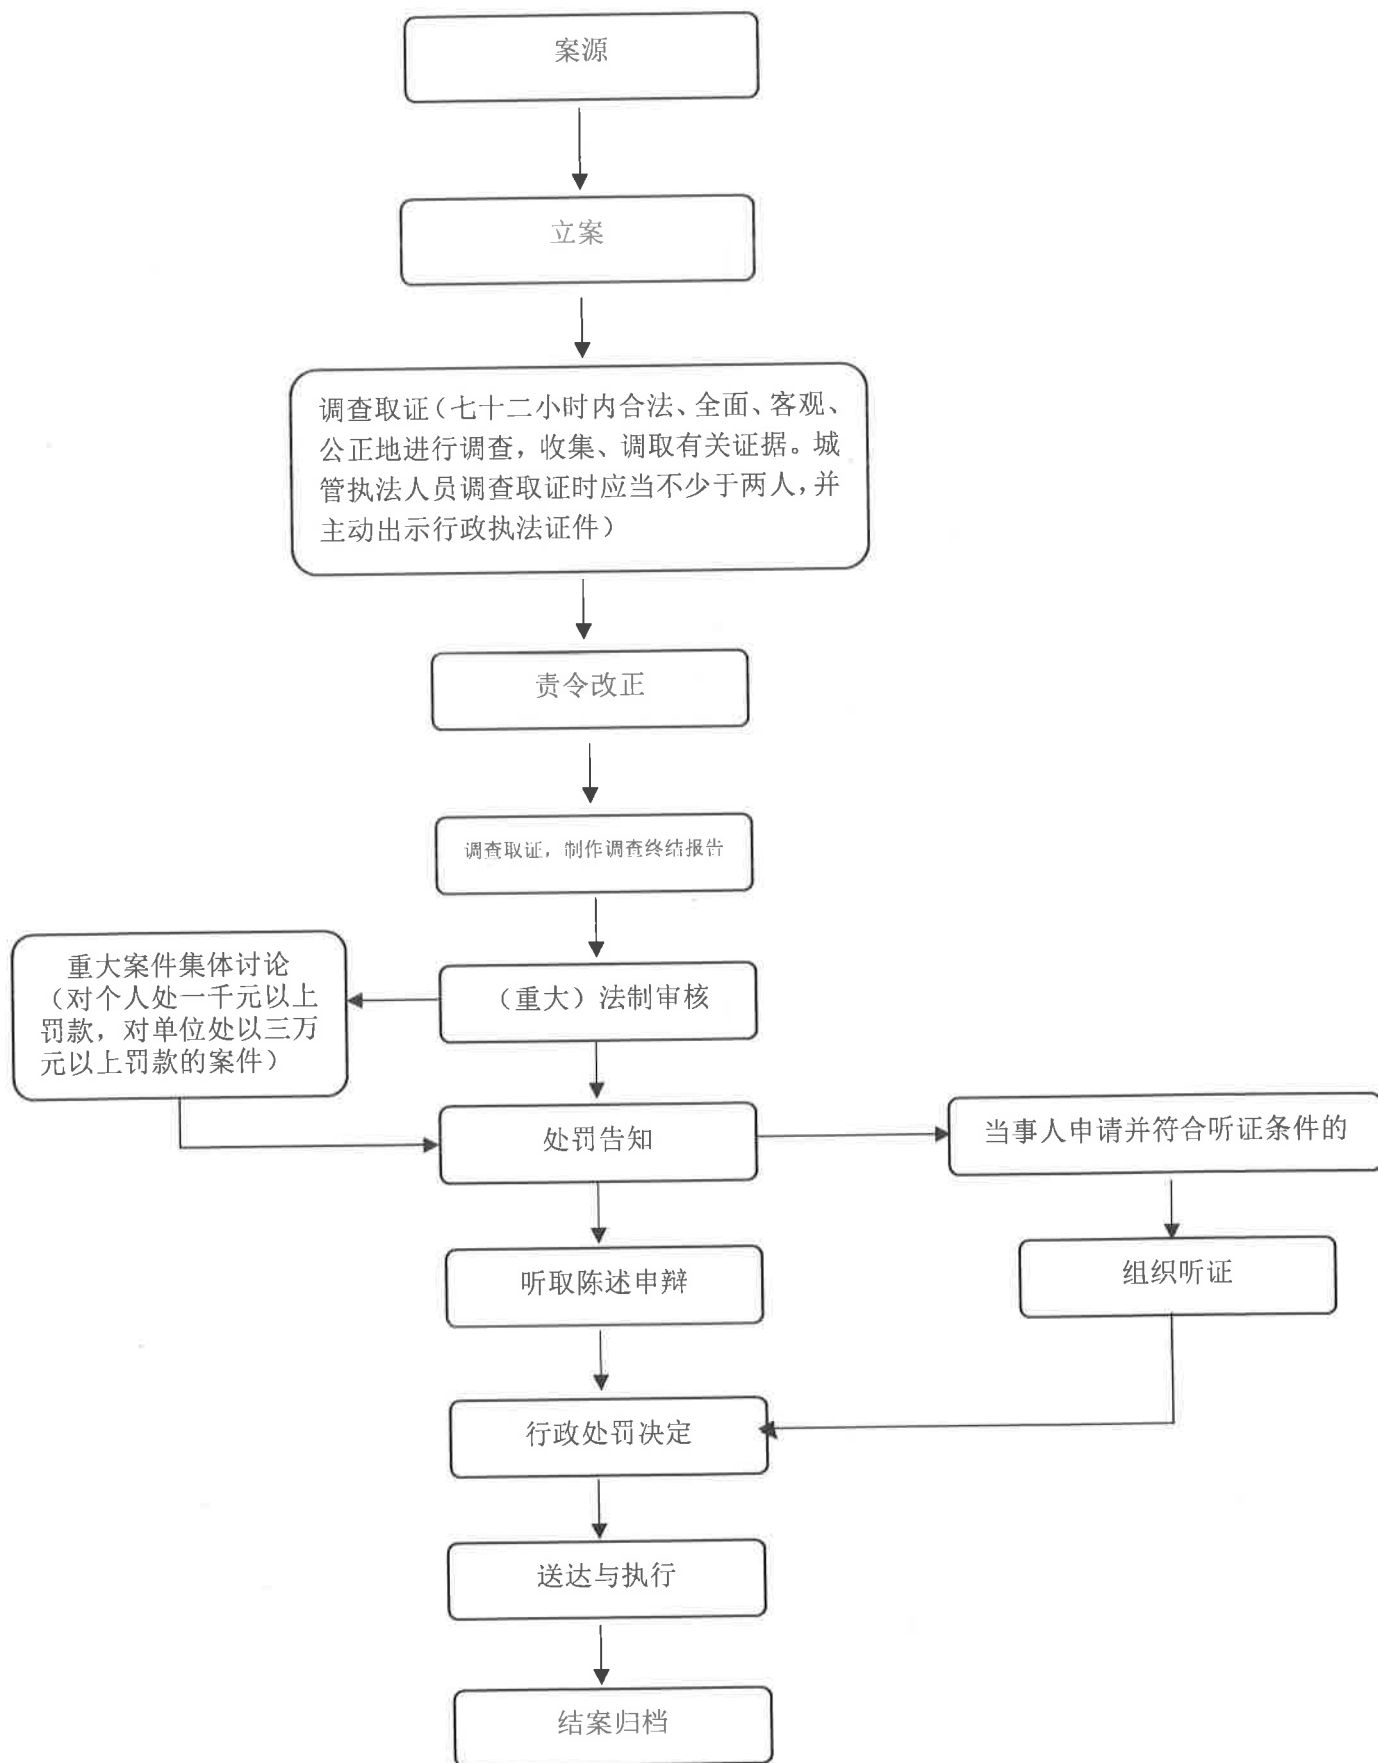 案源
立案
调查取证（七十二小时内合法、全面、客观、
公正地进行调查，收集、调取有关证据。城
管执法人员调查取证时应当不少于两人，并
主动出示行政执法证件）
责令改正
调查取证，制作调查终结报告
重大案件集体讨论
（对个人处一千元以上
罚款，对单位处以三万
元以上罚款的案件）
（重大）法制审核
处罚告知
当事人申请并符合听证条件的
听取陈述申辩
组织听证
行政处罚决定
送达与执行
结案归档